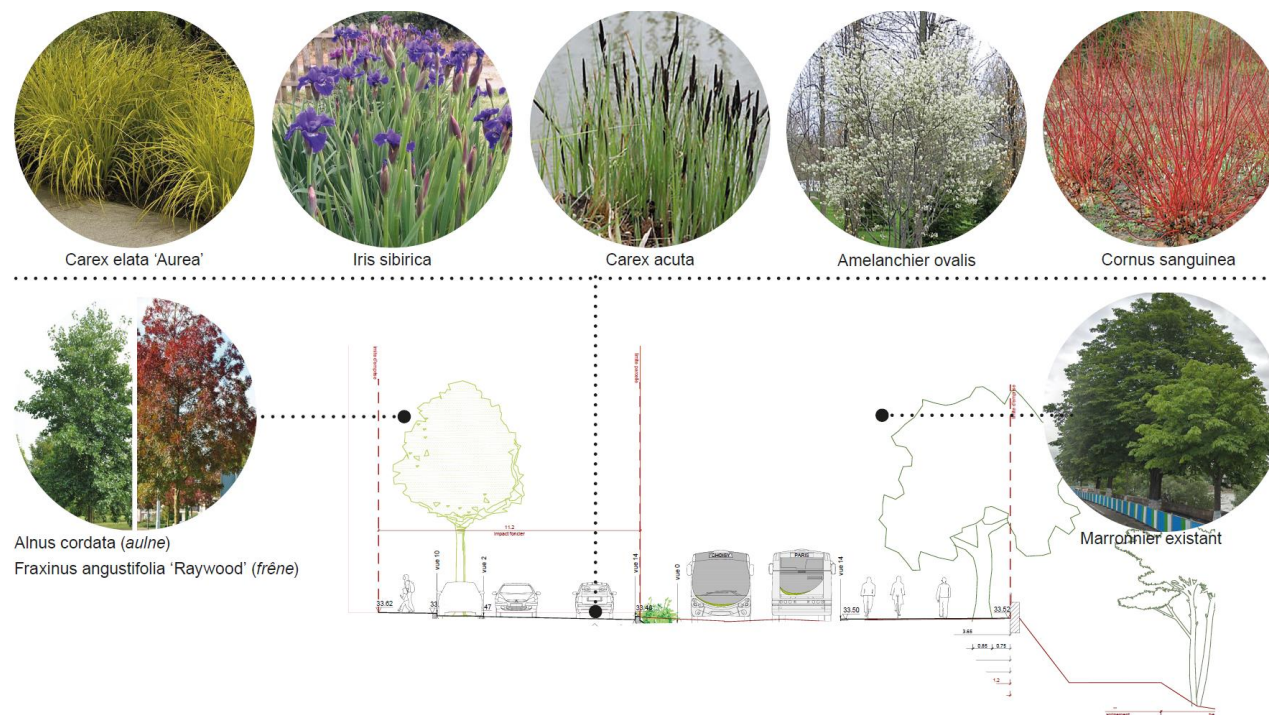 Carex elata ‘Aurea’
Iris sibirica
Carex acuta
Amelanchier ovalis
Cornus sanguinea
Alnus cordata (aulne)
Fraxinus angustifolia ‘Raywood’ (frêne)
Marronnier existant
11.2
impact foncier
vue 10
vue 2
vue 14
vue 0
vue 14
CHOISY
PARIS
33.62
33
47
33.48
33.50
33.52
3.65
0.86
0.75
1.2